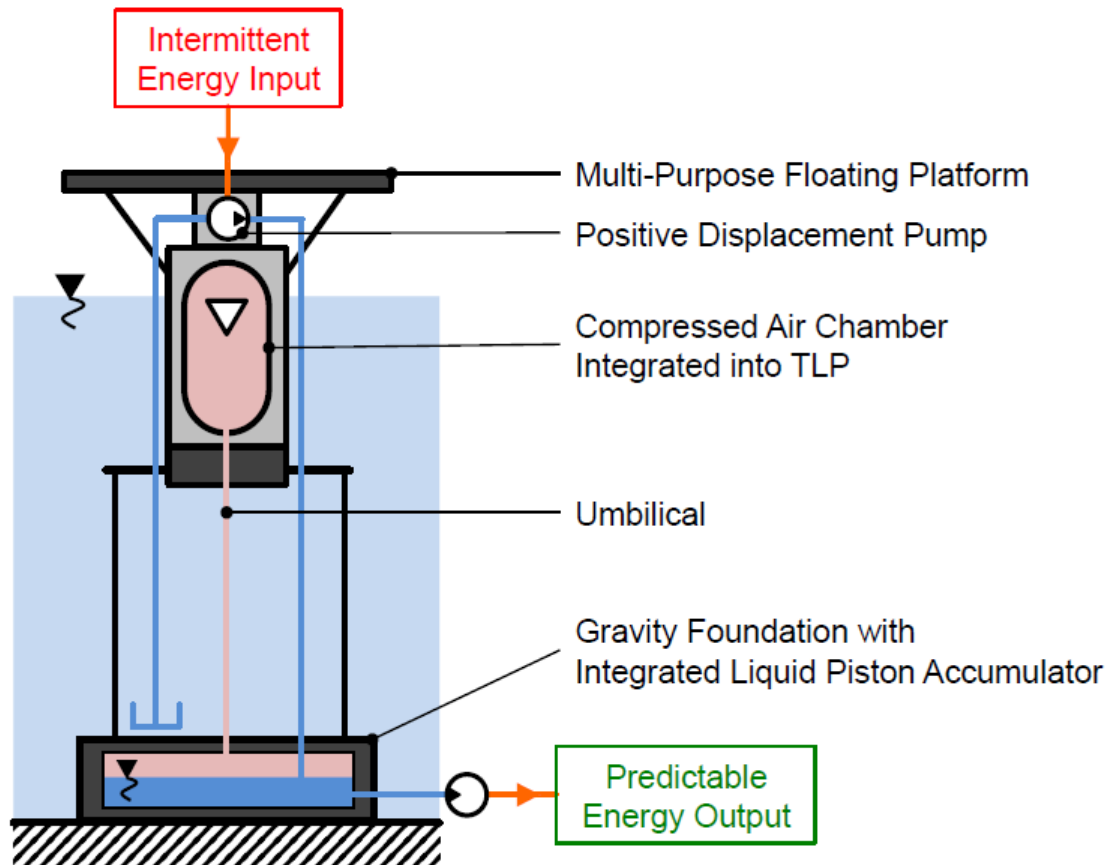 Intermittent
Energy Input
Multi-Purpose Floating Platform
Positive Displacement Pump
Compressed Air Chamber
Integrated into TLP
Umbilical
Gravity Foundation with
Integrated Liquid Piston Accumulator
Predictable
Energy Output